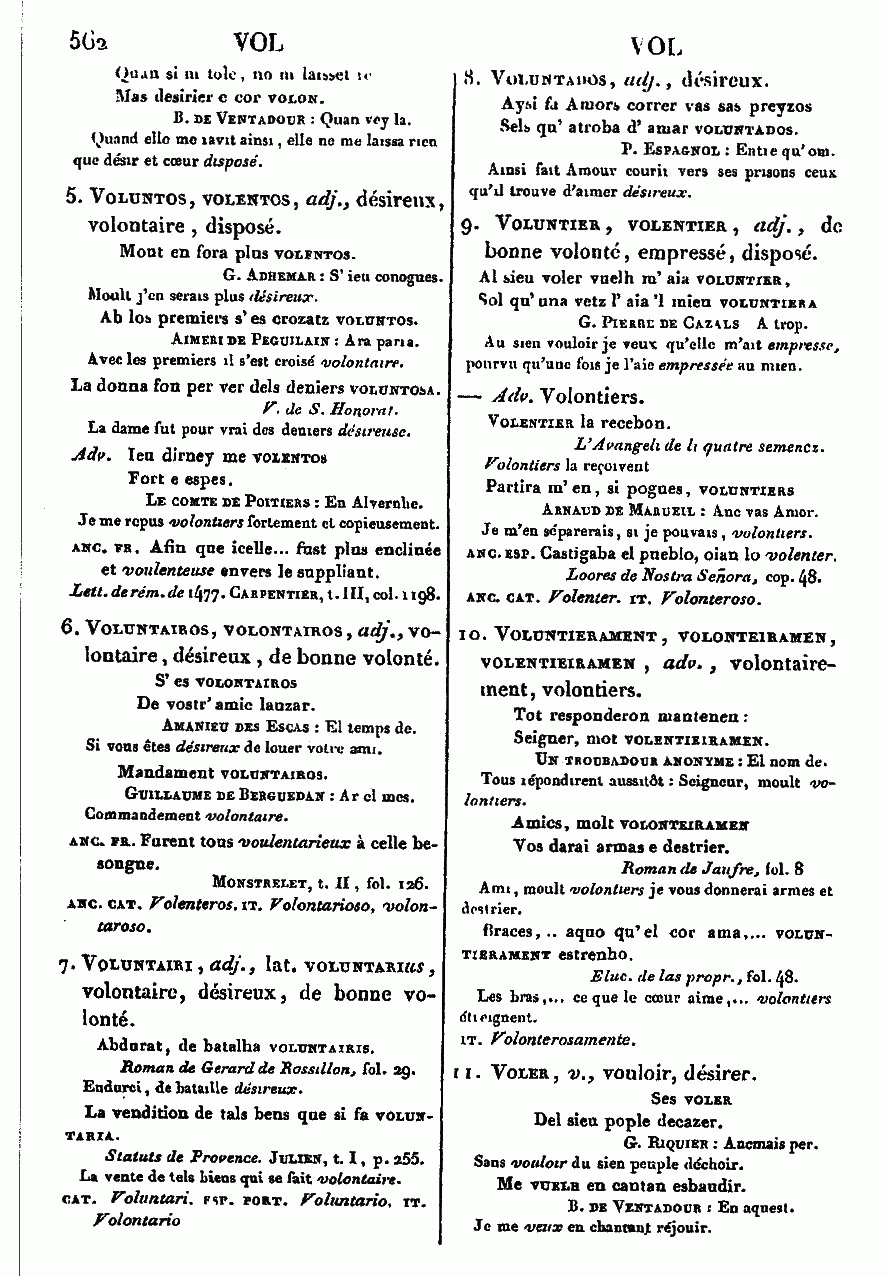 562 VOL
Quan si m tolc, no m laisset re
Mas desirier e cor VOLON.
B. DE VENTADOUR : Quan vey la.
Quand elle me ravit ainsi, elle ne me laissa rien
que désir et cœur disposé.
5. VOLUNTOS, VOLENTOS, adj., désireux,
volontaire, disposé.
Mout en fora plus VOLENTOS.
G. ADHEMAR : S' ieu conogues.
Moult j'en serais plus désireux.
Ab los premiers s' es crozatz VOLUNTOS.
AIMERI DE PEGUILAIN : Ara paria.
Avec les premiers il s'est croisé volontaire.
La donna fon per ver dels deniers VOLUNTOSA.
V. de S. Honorat.
La dame fut pour vrai des deniers désireuse.
Adv. Ieu dirney me VOLENTOS
Fort e espes.
LE COMTE DE POITIERS : En Alvernhe.
Je me repus volontiers fortement et copieusement.
ANC. FR. Afin que icelle... fust plus enclinée
et voulenteuse envers le suppliant.
Lett. de rém. de 1477. CARPENTIER, t. III, col. 1198.
6. VOLUNTAIROS, VOLONTAIROS, adj., vo-
lontaire, désireux, de bonne volonté.
S' es VOLONTAIROS
De vostr' amic lauzar.
AMANIEU DES ESCAS : El temps de.
Si vous êtes désireux de louer votre ami.
Mandament VOLUNTAIROS.
GUILLAUME DE BERGUEDAN : Ar el mes.
Commandement volontaire.
ANC. FR. Furent tous voulentarieux à celle be-
songne.
MONSTRELET, t. II, fol. 126.
ANC. CAT. Volenteros. IT. Volontarioso, volon-
taroso.
7. VOLUNTAIRI, adj., lat. VOLUNTARIus,
volontaire, désireux, de bonne vo-
lonté.
Abdurat, de batalha VOLUNTAIRIS.
Roman de Gerard de Rossillon, fol. 29.
Endurci, de bataille désireux.
La vendition de tals bens que si fa VOLUN-
TARIA.
Statuts de Provence. JULIEN, t. I, p. 255.
La vente de tels biens qui se fait volontaire.
CAT. Voluntari. ESP. PORT. Voluntario. IT.
Volontario
VOL
8. VOLUNTADOS, adj., désireux.
Aysi fa Amors correr vas sas preyzos
Sels qu' atroba d' amar VOLUNTADOS.
P. ESPAGNOL : Entre qu' om.
Ainsi fait Amour courir vers ses prisons ceux
qu'il trouve d'aimer désireux.
9. VOLUNTIER, VOLENTIER, adj., de
bonne volonté, empressé, disposé.
Al sieu voler vuelh m' aia VOLUNTIER,
Sol qu' una vetz l' aia 'l mieu VOLUNTIERA
G. PIERRE DE CAZALS A trop.
Au sien vouloir je veux qu'elle m'ait empressé,
pourvu qu'une fois je l'aie empressée au mien.
— Adv. Volontiers.
VOLENTIER la recebon.
L'Avangeli de li quatre semencz.
Volontiers la reçoivent
Partira m' en, si pogues, VOLUNTIERS
ARNAUD DE MARUEIL : Anc vas Amor.
Je m'en séparerais, si je pouvais, volontiers.
ANC. ESP. Castigaba el pueblo, oian lo volenter.
Loores de Nostra Señora, cop. 48.
ANC. CAT. Volenter. IT. Volonteroso.
10. VOLUNTIERAMENT, VOLONTEIRAMEN,
VOLENTIEIRAMEN, adv., volontaire-
ment, volontiers.
Tot responderon mantenen :
Seigner, mot VOLENTIEIRAMEN.
UN TROUBADOUR ANONYME : El nom de.
Tous répondirent aussitôt : Seigneur, moult vo-
lontiers.
Amics, molt VOLONTEIRAMEN
Vos darai armas e destrier.
Roman de Jaufre, fol. 8
Ami, moult volontiers je vous donnerai armes et
destrier.
Braces,.. aquo qu' el cor ama,... VOLUN-
TIERAMENT estrenho.
Eluc. de las propr., fol. 48.
Les bras,... ce que le cœur aime,... volontiers
étreignent.
IT. Volonterosamente.
11. VOLER, v., vouloir, désirer.
Ses VOLER
Del sieu pople decazer.
G. RIQUIER : Ancmais per.
Sans vouloir du sien peuple déchoir.
Me VUELH en cantan esbaudir.
B. DE VENTADOUR : En aquest.
Je me veux en chantant réjouir.